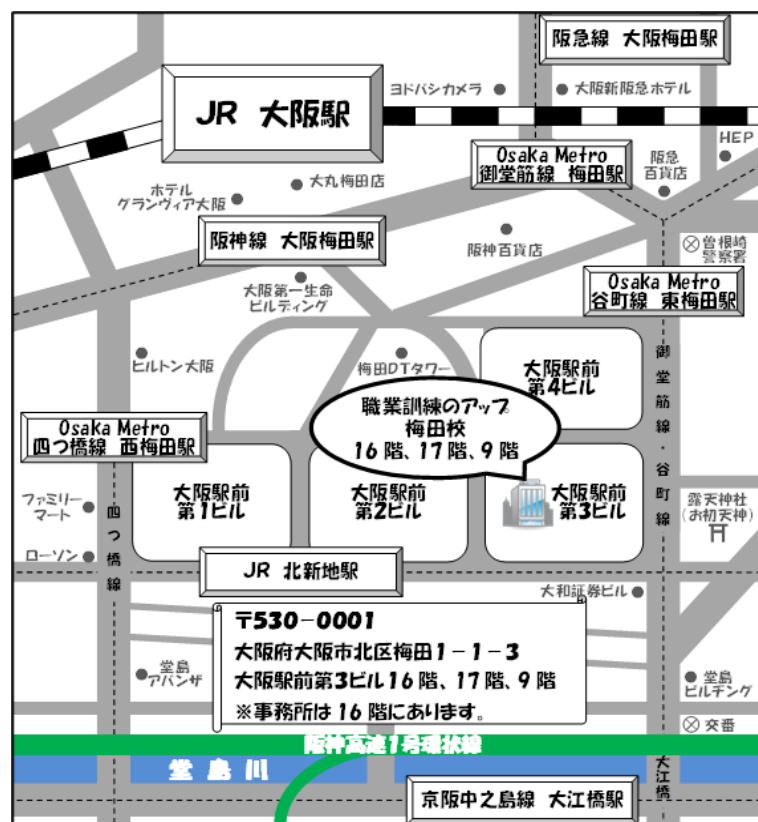 阪急線 大阪梅田駅
ヨドバシカメラ
大阪新阪急ホテル
JR 大阪駅
HEP
Osaka Metro
御堂筋線 梅田駅
阪急
百貨店
大丸梅田店
ホテル
グランヴィア大阪
阪神線 大阪梅田駅
阪神百貨店
曽根崎
警察署
Osaka Metro
谷町線 東梅田駅
大阪第一生命
ビルディング
ヒルトン大阪
梅田DTタワー
大阪駅前
第4ビル
御堂筋線・谷町線
職業訓練のアップ
梅田校
16階、17階、9階
Osaka Metro
四つ橋線 西梅田駅
大阪駅前
第1ビル
大阪駅前
第2ビル
大阪駅前
第3ビル
ファミリー
マート
四つ橋線
露天神社
(お初天神)
ローソン
JR 北新地駅
大和証券ビル
〒530-0001
大阪府大阪市北区梅田1-1-3
大阪駅前第3ビル16階、17階、9階
※事務所は16階にあります。
堂島
アバンザ
堂島
ビルヂング
交番
阪神高速1号環状線
堂島川
大江橋
京阪中之島線 大江橋駅